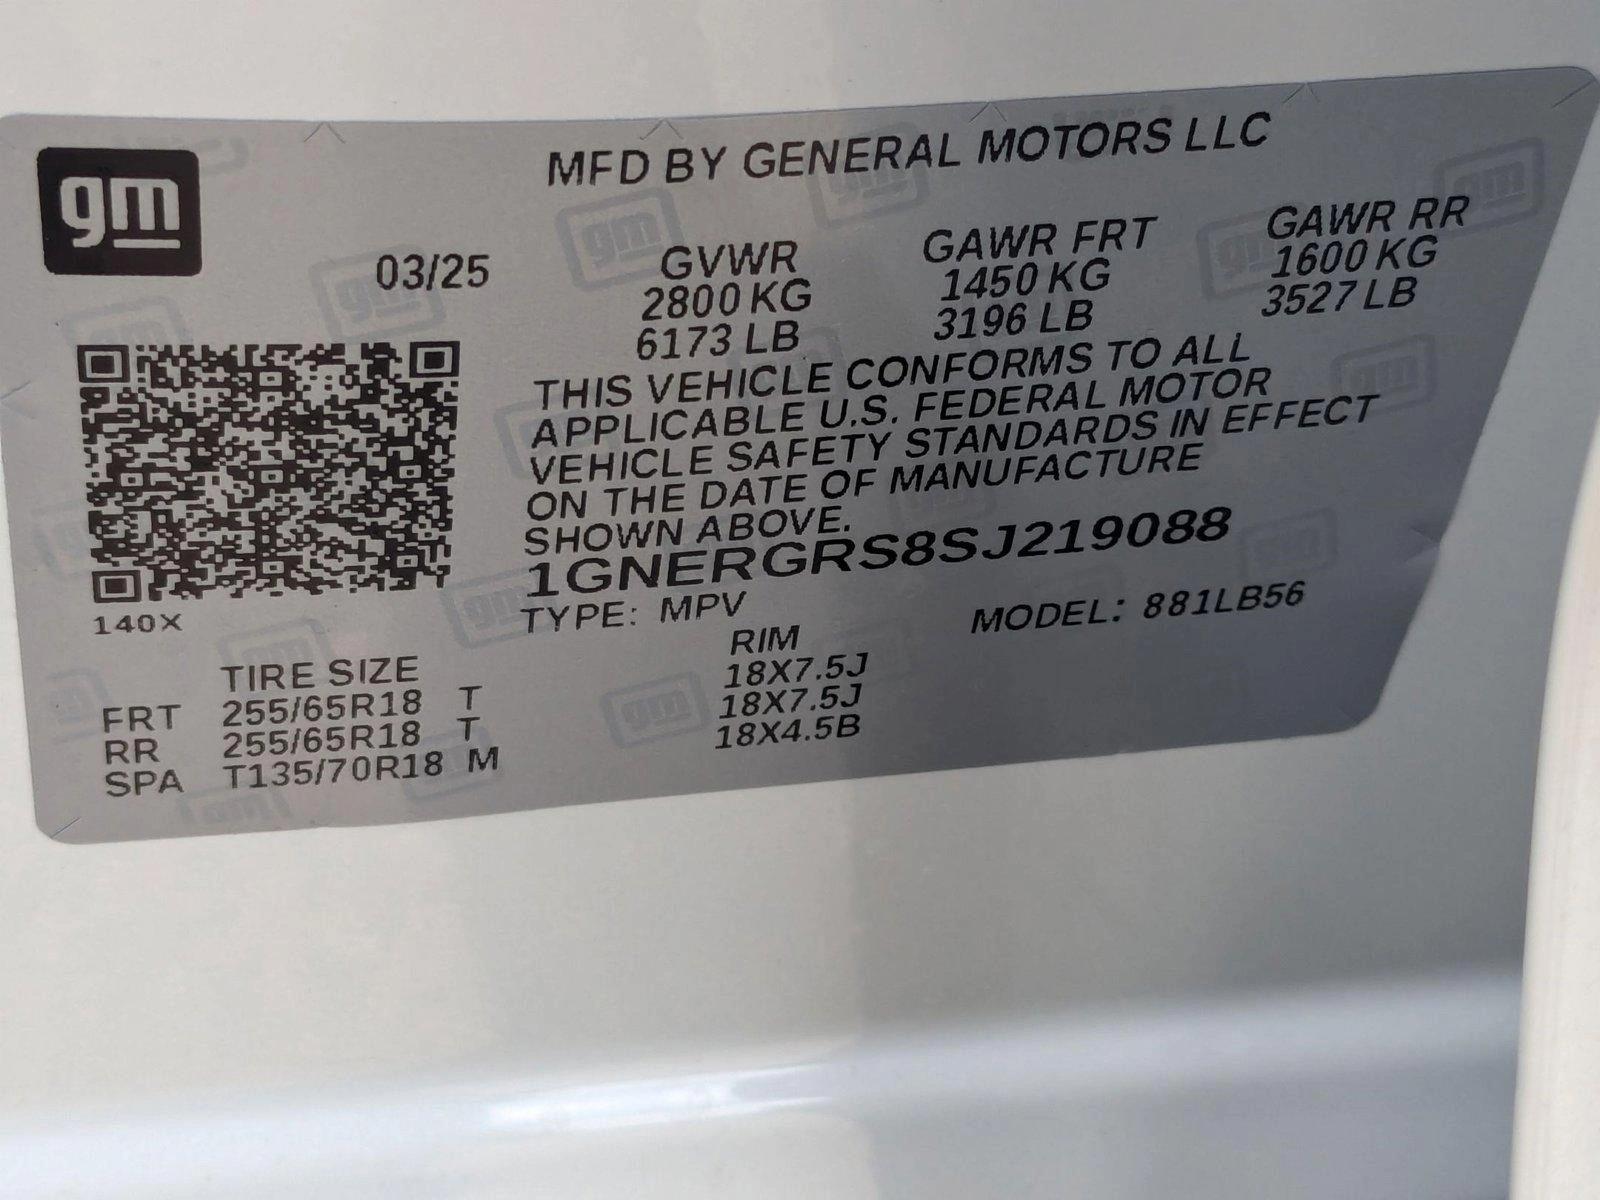 gm
MFD BY GENERAL MOTORS LLC
03/25 GVWR GAWR FRT GAWR RR
2800 KG 1450 KG 1600 KG
6173 LB 3196 LB 3527 LB
THIS VEHICLE CONFORMS TO ALL
APPLICABLE U.S. FEDERAL MOTOR
VEHICLE SAFETY STANDARDS IN EFFECT
ON THE DATE OF MANUFACTURE
SHOWN ABOVE.
1GNERGRS8SJ219088
TYPE: MPV MODEL: 881LB56
140X
TIRE SIZE RIM
FRT 255/65R18 T 18X7.5J
RR 255/65R18 T 18X7.5J
SPA T135/70R18 M 18X4.5B